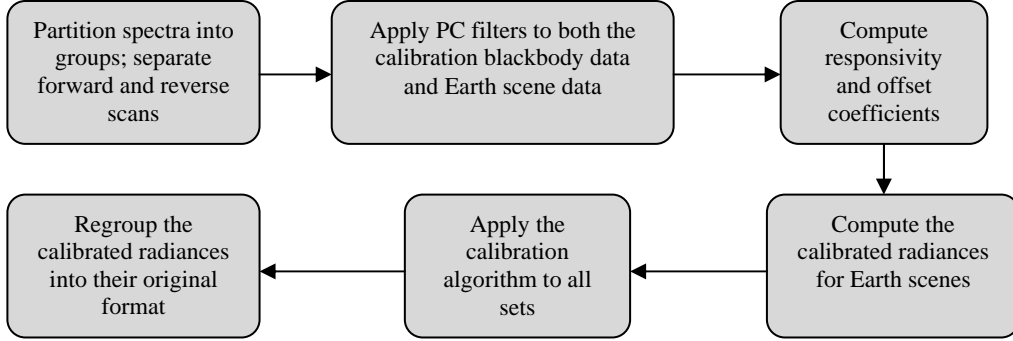 Partition spectra into
groups; separate
forward and reverse
scans
Apply PC filters to both the
calibration blackbody data
and Earth scene data
Compute
responsivity
and offset
coefficients
Compute the
calibrated radiances
for Earth scenes
Apply the
calibration
algorithm to all
sets
Regroup the
calibrated radiances
into their original
format